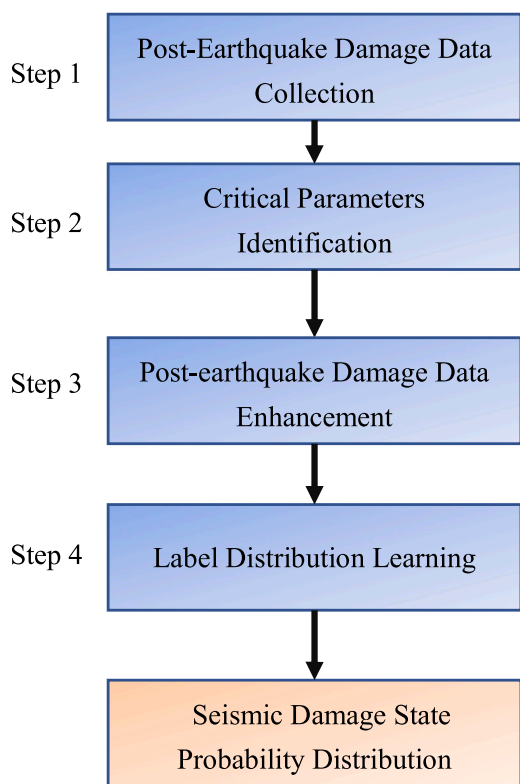 Step 1
Post-Earthquake Damage Data
Collection
Step 2
Critical Parameters
Identification
Step 3
Post-earthquake Damage Data
Enhancement
Step 4
Label Distribution Learning
Seismic Damage State
Probability Distribution